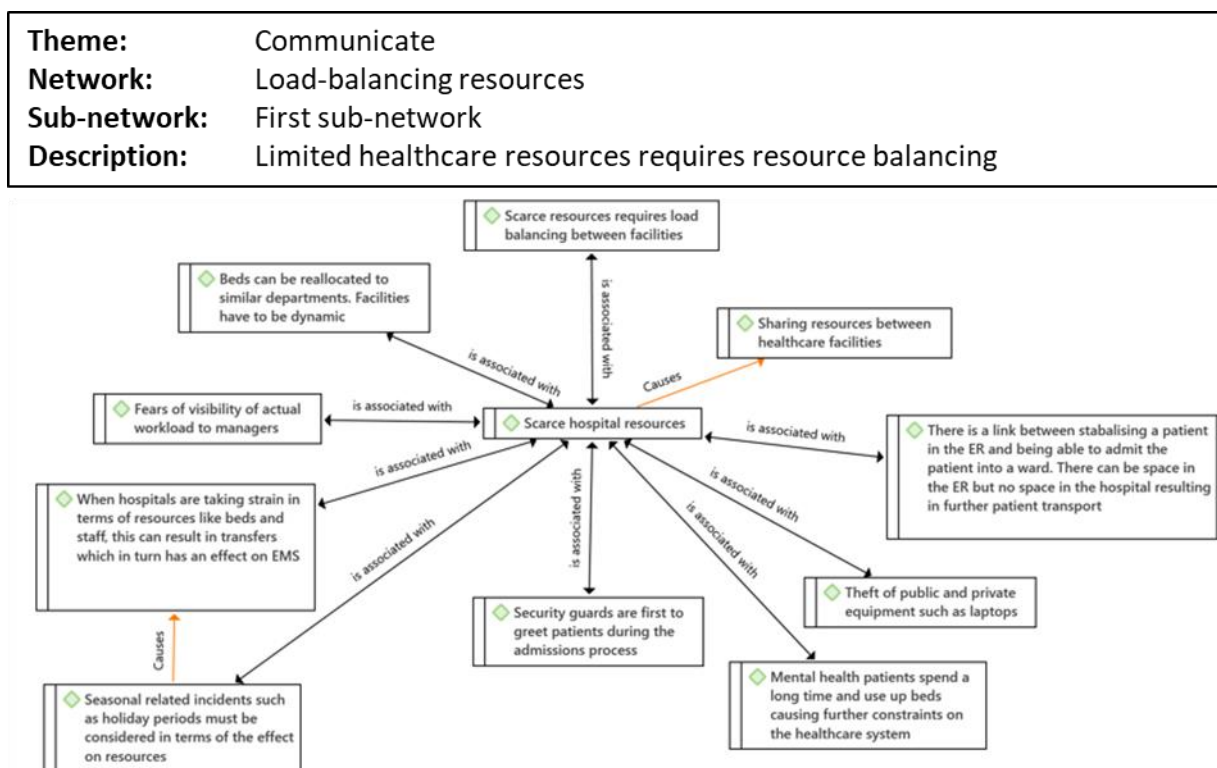 Theme: Communicate
Network: Load-balancing resources
Sub-network: First sub-network
Description: Limited healthcare resources requires resource balancing
Scarce resources requires load
balancing between facilities
is associated with
Beds can be reallocated to
similar departments. Facilities
have to be dynamic
is associated with
Sharing resources between
healthcare facilities
Causes
Fears of visibility of actual
workload to managers
is associated with
Scarce hospital resources
is associated with
There is a link between stabalising a patient
in the ER and being able to admit the
patient into a ward. There can be space in
the ER but no space in the hospital resulting
in further patient transport
is associated with
When hospitals are taking strain in
terms of resources like beds and
staff, this can result in transfers
which in turn has an effect on EMS
is associated with
is associated with
is associated with
is associated with
Theft of public and private
equipment such as laptops
Security guards are first to
greet patients during the
admissions process
Causes
Mental health patients spend a
long time and use up beds
causing further constraints on
the healthcare system
Seasonal related incidents such
as holiday periods must be
considered in terms of the effect
on resources